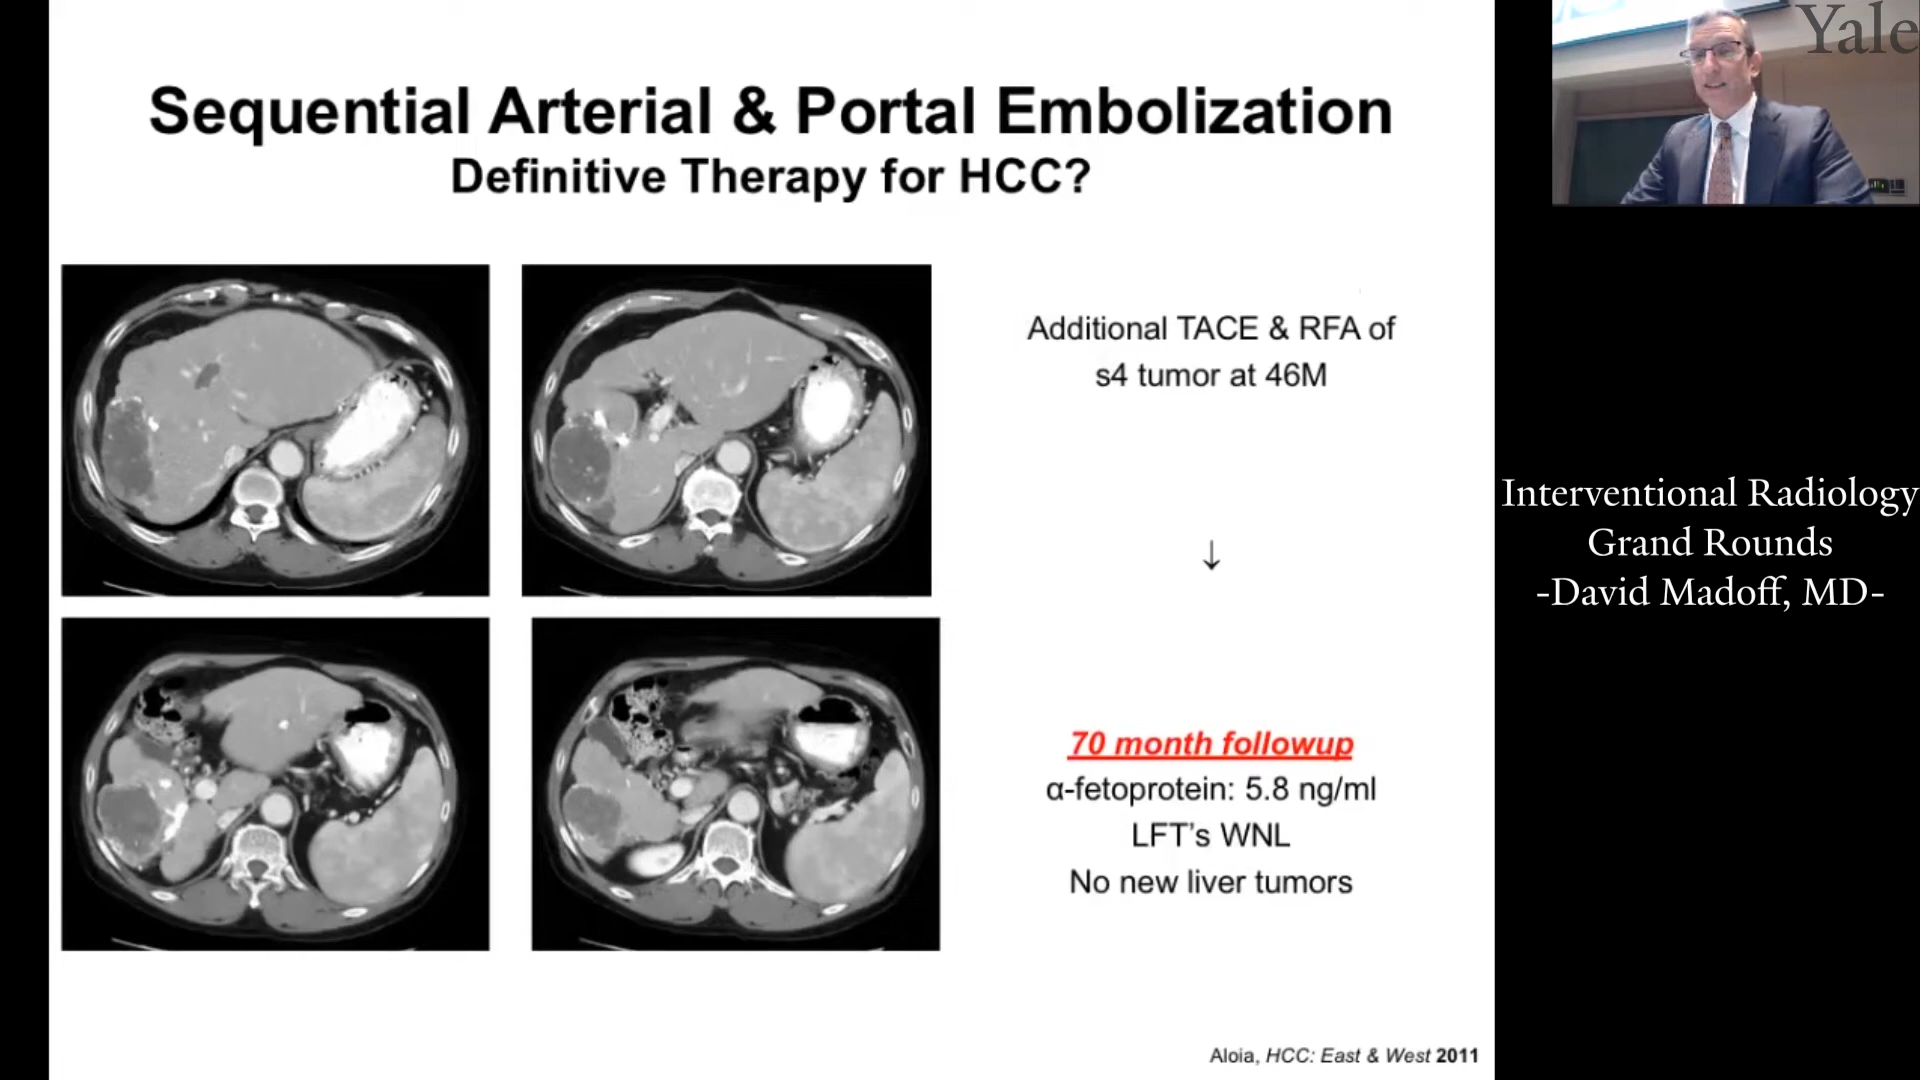 Sequential Arterial & Portal Embolization
Definitive Therapy for HCC?
Additional TACE & RFA of
s4 tumor at 46M
↓
70 month followup
α-fetoprotein: 5.8 ng/ml
LFT's WNL
No new liver tumors
Aloia, HCC: East & West 2011
Yale
Interventional Radiology
Grand Rounds
-David Madoff, MD-